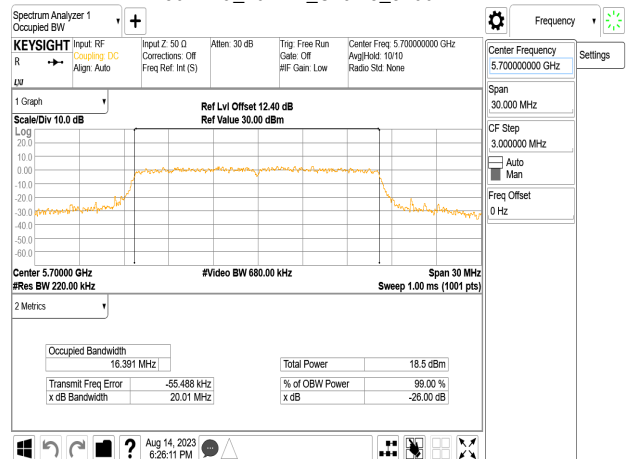 Spectrum Analyzer 1
Occupied BW
Frequency
KEYSIGHT
R
Input: RF
Coupling: DC
Align: Auto
Input Z: 50 Ω
Corrections: Off
Freq Ref: Int (S)
Atten: 30 dB
Trig: Free Run
Gate: Off
#IF Gain: Low
Center Freq: 5.700000000 GHz
Avg|Hold: 10/10
Radio Std: None
Center Frequency
5.700000000 GHz
Settings
Span
30.000 MHz
CF Step
3.000000 MHz
Auto
Man
Freq Offset
0 Hz
1 Graph
Scale/Div 10.0 dB
Ref Lvl Offset 12.40 dB
Ref Value 30.00 dBm
Log
20.0
10.0
0.00
-10.0
-20.0
-30.0
-40.0
-50.0
-60.0
Center 5.70000 GHz
#Res BW 220.00 kHz
#Video BW 680.00 kHz
Span 30 MHz
Sweep 1.00 ms (1001 pts)
2 Metrics
Occupied Bandwidth
16.391 MHz
Transmit Freq Error -55.488 kHz
x dB Bandwidth 20.01 MHz
Total Power 18.5 dBm
% of OBW Power 99.00 %
x dB -26.00 dB
Aug 14, 2023
6:26:11 PM